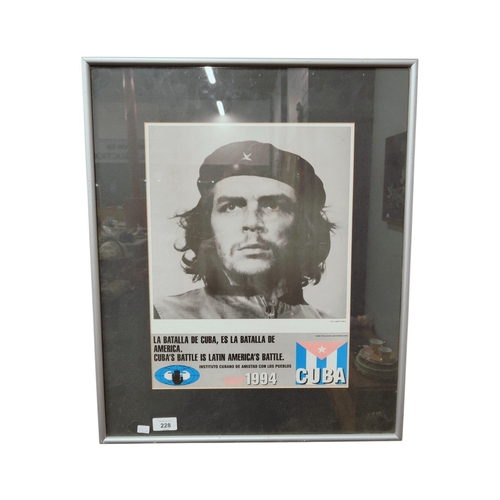 LA BATALLA DE CUBA, ES LA BATALLA DE
AMERICA.
CUBA'S BATTLE IS LATIN AMERICA'S BATTLE.
INSTITUTO CUBANO DE AMISTAD CON LOS PUEBLOS
1994
CUBA
228